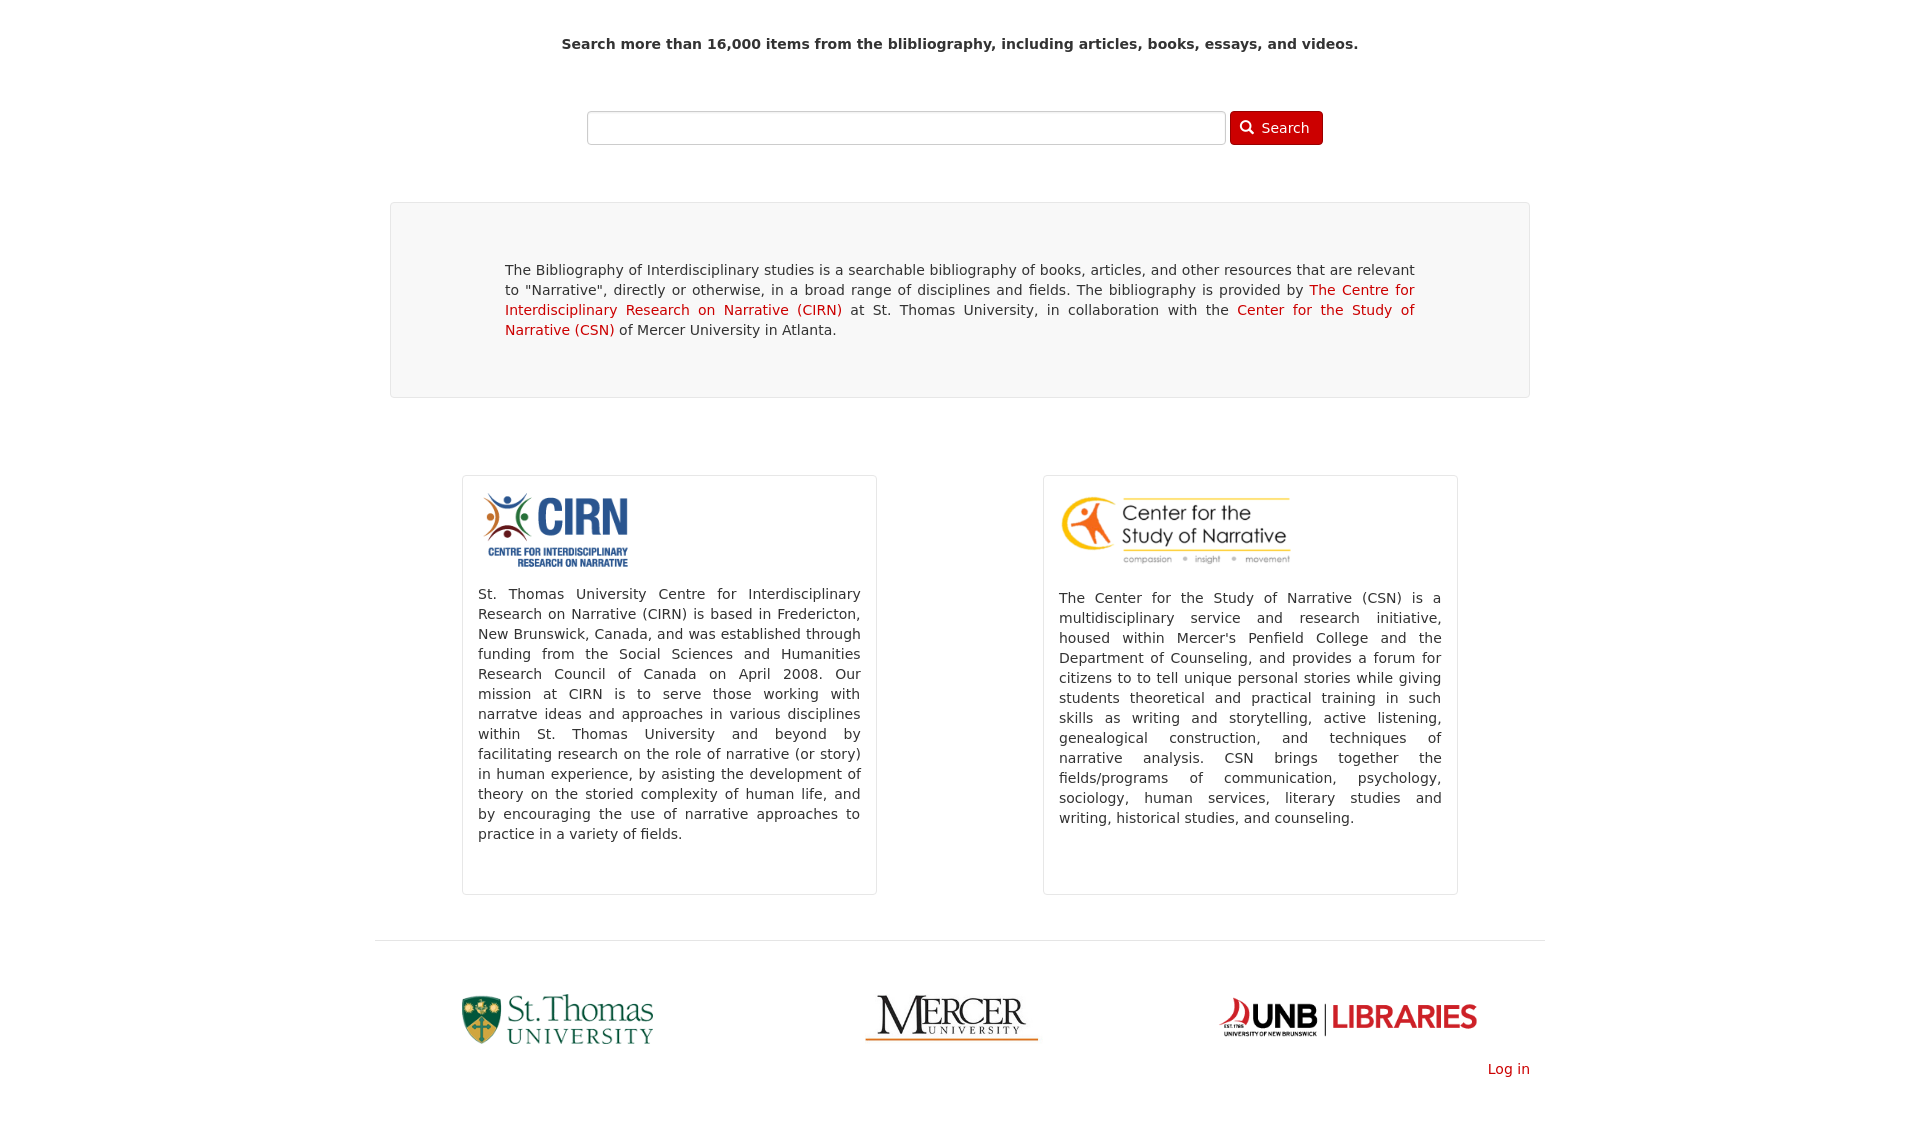 Search more than 16,000 items from the blibliography, including articles, books, essays, and videos.
Search
The Bibliography of Interdisciplinary studies is a searchable bibliography of books, articles, and other resources that are relevant
to "Narrative", directly or otherwise, in a broad range of disciplines and fields. The bibliography is provided by The Centre for
Interdisciplinary Research on Narrative (CIRN) at St. Thomas University, in collaboration with the Center for the Study of
Narrative (CSN) of Mercer University in Atlanta.
CIRN
CENTRE FOR INTERDISCIPLINARY
RESEARCH ON NARRATIVE
St. Thomas University Centre for Interdisciplinary
Research on Narrative (CIRN) is based in Fredericton,
New Brunswick, Canada, and was established through
funding from the Social Sciences and Humanities
Research Council of Canada on April 2008. Our
mission at CIRN is to serve those working with
narratve ideas and approaches in various disciplines
within St. Thomas University and beyond by
facilitating research on the role of narrative (or story)
in human experience, by asisting the development of
theory on the storied complexity of human life, and
by encouraging the use of narrative approaches to
practice in a variety of fields.
Center for the
Study of Narrative
compassion • insight • movement
The Center for the Study of Narrative (CSN) is a
multidisciplinary service and research initiative,
housed within Mercer's Penfield College and the
Department of Counseling, and provides a forum for
citizens to to tell unique personal stories while giving
students theoretical and practical training in such
skills as writing and storytelling, active listening,
genealogical construction, and techniques of
narrative analysis. CSN brings together the
fields/programs of communication, psychology,
sociology, human services, literary studies and
writing, historical studies, and counseling.
St. Thomas
UNIVERSITY
MERCER
UNIVERSITY
EST. 1785
UNB LIBRARIES
UNIVERSITY OF NEW BRUNSWICK
Log in